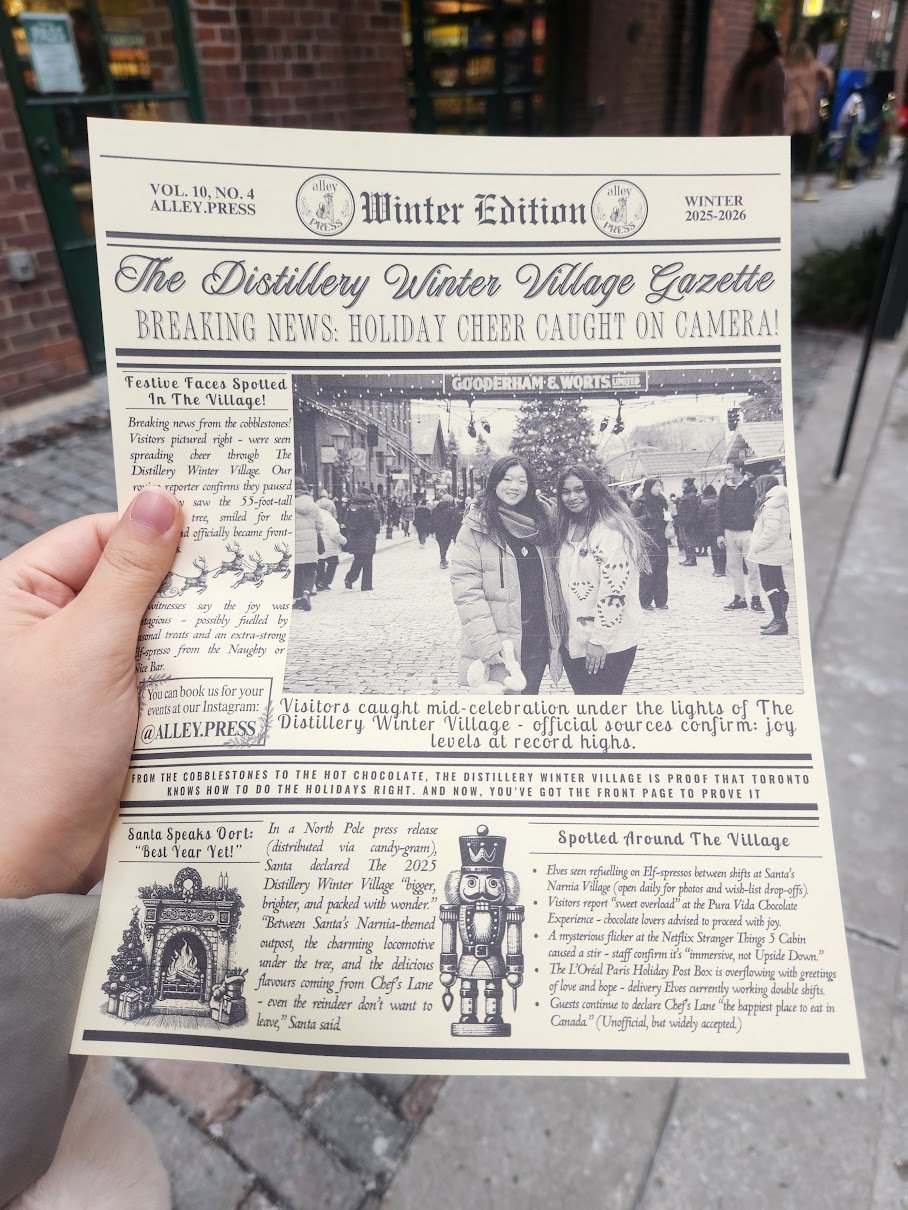 VOL. 10, NO. 4
ALLEY.PRESS
alley
PRESS
Winter Edition
alley
PRESS
WINTER
2025-2026
The Distillery Winter Village Gazette
BREAKING NEWS: HOLIDAY CHEER CAUGHT ON CAMERA!
Festive Faces Spotted
In The Village!
Breaking news from the cobblestones!
Visitors pictured right - were seen
spreading cheer through The
Distillery Winter Village. Our
reporter confirms they paused
saw the 55-foot-tall
tree, smiled for the
officially became front-
witnesses say the joy was
- possibly fuelled by
treats and an extra-strong
from the Naughty or
Bar.
You can book us for your
events at our Instagram:
@ALLEY.PRESS
GOODERHAM & WORTS LIMITED
Visitors caught mid-celebration under the lights of The
Distillery Winter Village - official sources confirm: joy
levels at record highs.
FROM THE COBBLESTONES TO THE HOT CHOCOLATE, THE DISTILLERY WINTER VILLAGE IS PROOF THAT TORONTO
KNOWS HOW TO DO THE HOLIDAYS RIGHT. AND NOW, YOU'VE GOT THE FRONT PAGE TO PROVE IT
Santa Speaks Oort:
"Best Year Yet!"
In a North Pole press release
(distributed via candy-gram),
Santa declared The 2025
Distillery Winter Village "bigger,
brighter, and packed with wonder."
"Between Santa's Narnia-themed
outpost, the charming locomotive
under the tree, and the delicious
flavours coming from Chef's Lane
- even the reindeer don't want to
leave," Santa said.
Spotted Around The Village
• Elves seen refuelling on Elf-spressos between shifts at Santa's
Narnia Village (open daily for photos and wish-list drop-offs).
• Visitors report "sweet overload" at the Pura Vida Chocolate
Experience - chocolate lovers advised to proceed with joy.
• A mysterious flicker at the Netflix Stranger Things 5 Cabin
caused a stir - staff confirm it's "immersive, not Upside Down."
• The L'Oréal Paris Holiday Post Box is overflowing with greetings
of love and hope - delivery Elves currently working double shifts.
• Guests continue to declare Chef's Lane "the happiest place to eat in
Canada." (Unofficial, but widely accepted.)
PASS